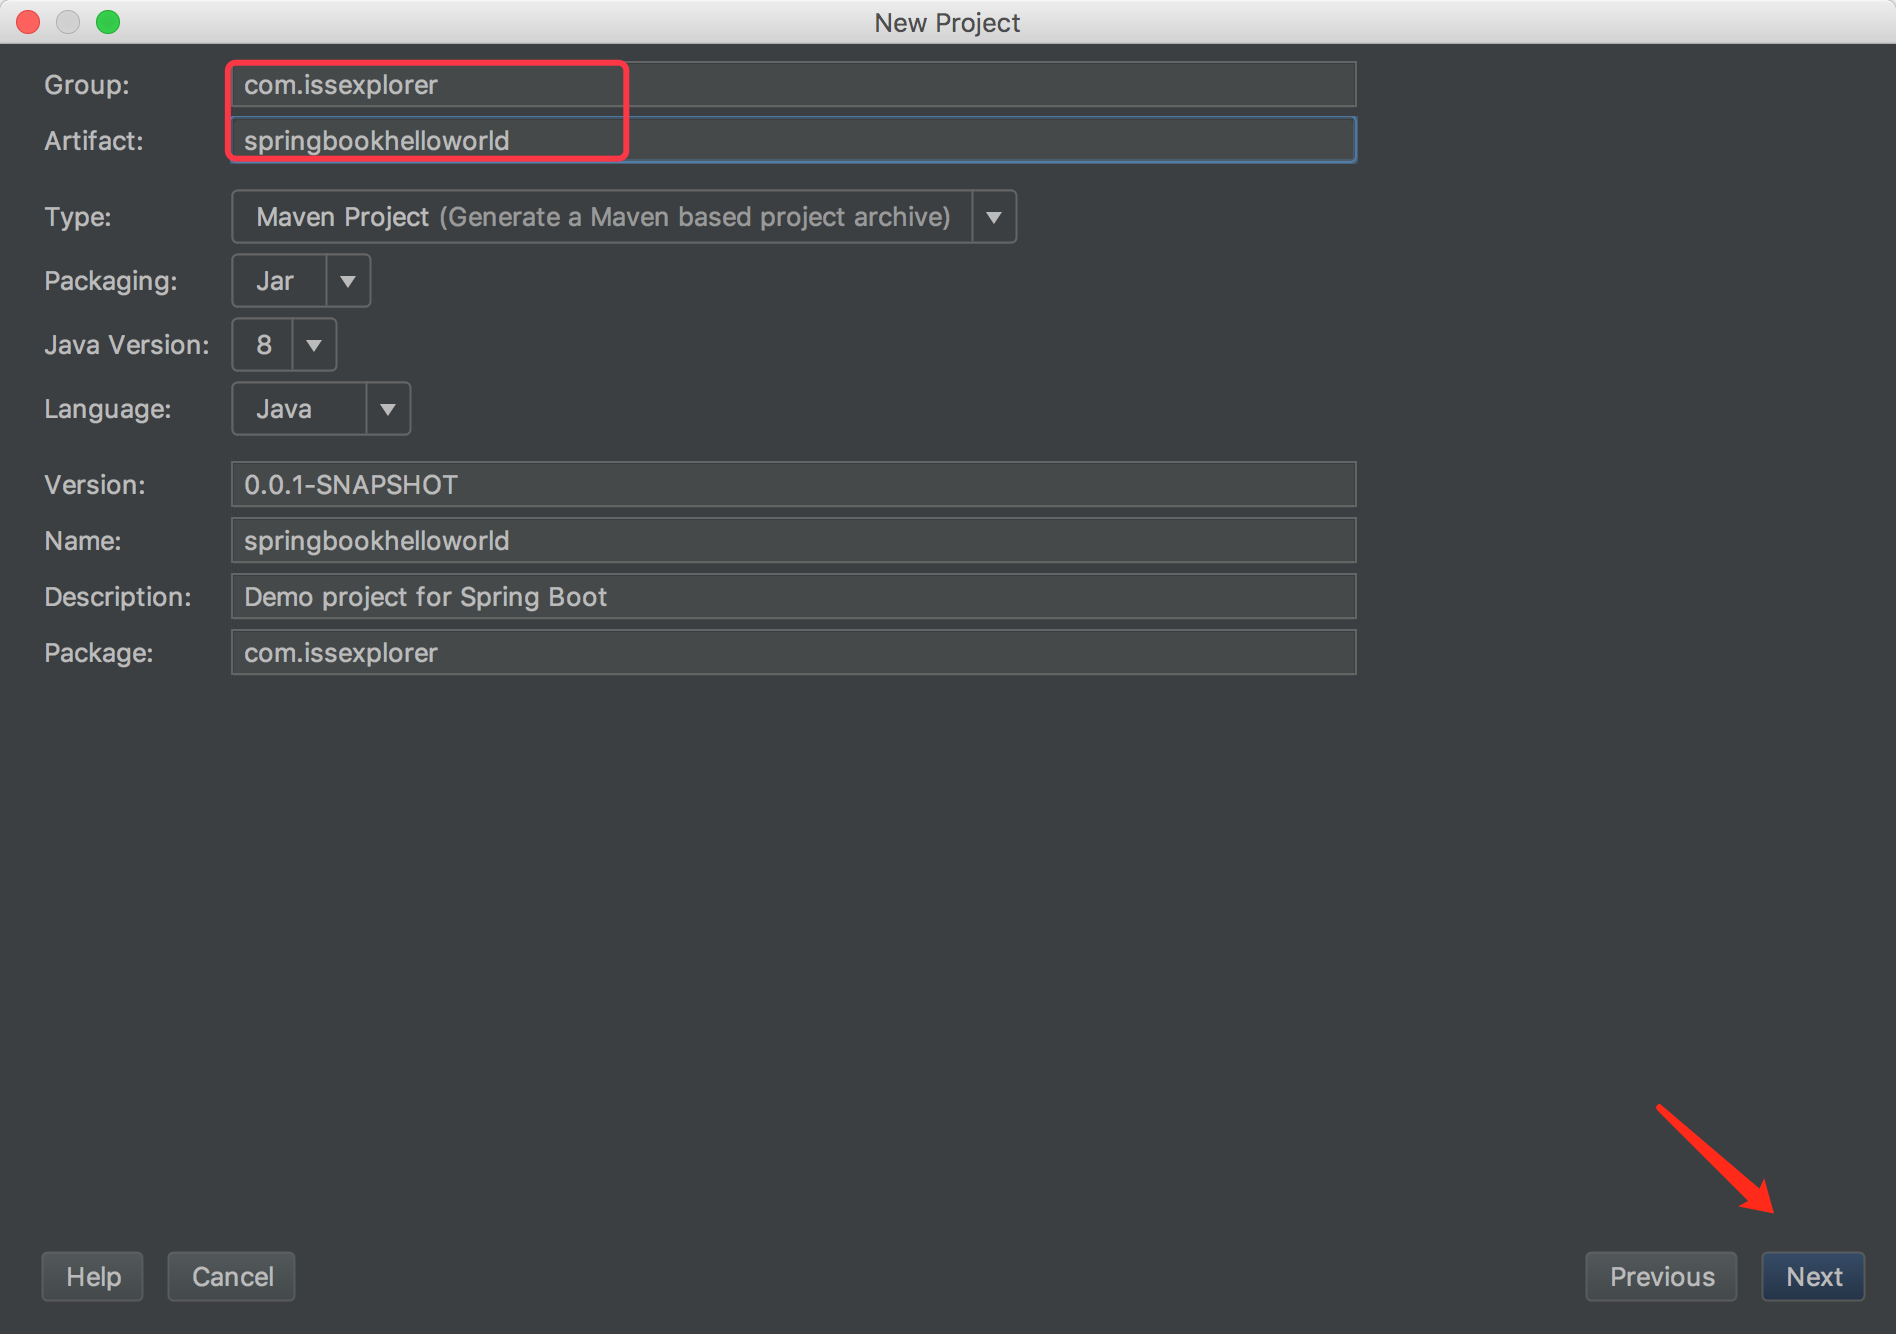 New Project
Group: com.issexplorer
Artifact: springbookhelloworld
Type: Maven Project (Generate a Maven based project archive)
Packaging: Jar
Java Version: 8
Language: Java
Version: 0.0.1-SNAPSHOT
Name: springbookhelloworld
Description: Demo project for Spring Boot
Package: com.issexplorer
Help Cancel Previous Next